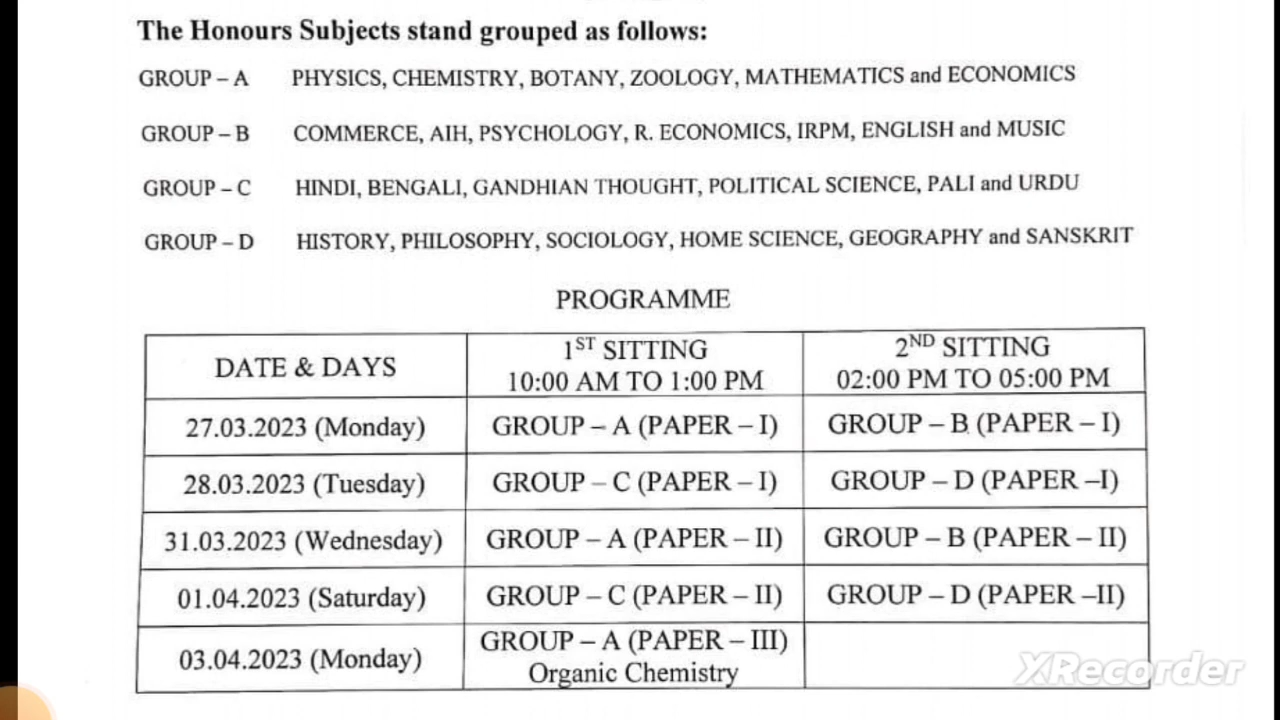 The Honours Subjects stand grouped as follows:
GROUP – A PHYSICS, CHEMISTRY, BOTANY, ZOOLOGY, MATHEMATICS and ECONOMICS
GROUP – B COMMERCE, AIH, PSYCHOLOGY, R. ECONOMICS, IRPM, ENGLISH and MUSIC
GROUP – C HINDI, BENGALI, GANDHIAN THOUGHT, POLITICAL SCIENCE, PALI and URDU
GROUP – D HISTORY, PHILOSOPHY, SOCIOLOGY, HOME SCIENCE, GEOGRAPHY and SANSKRIT
PROGRAMME
DATE & DAYS 1ST SITTING 2ND SITTING
10:00 AM TO 1:00 PM 02:00 PM TO 05:00 PM
27.03.2023 (Monday) GROUP – A (PAPER – I) GROUP – B (PAPER – I)
28.03.2023 (Tuesday) GROUP – C (PAPER – I) GROUP – D (PAPER –I)
31.03.2023 (Wednesday) GROUP – A (PAPER – II) GROUP – B (PAPER – II)
01.04.2023 (Saturday) GROUP – C (PAPER – II) GROUP – D (PAPER –II)
03.04.2023 (Monday) GROUP – A (PAPER – III)
Organic Chemistry
XRecorder